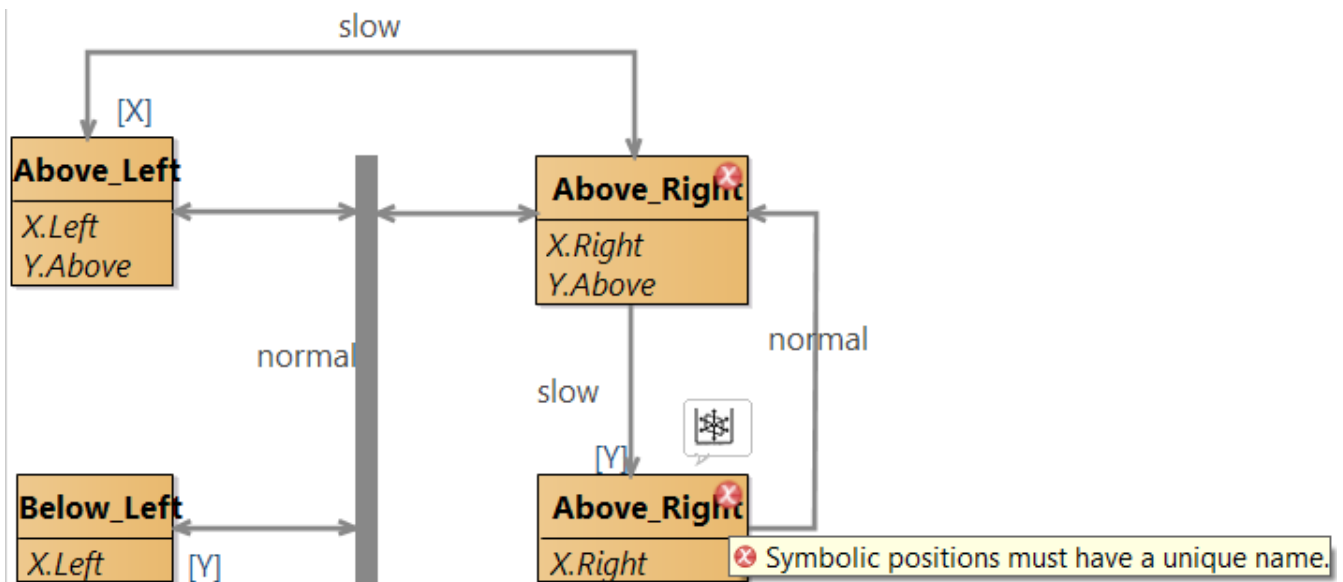 slow
[X]
Above_Left
X.Left
Y.Above
Above_Right
X.Right
Y.Above
normal
normal
slow
[Y]
Below_Left
X.Left
[Y]
Above_Right
X.Right
Symbolic positions must have a unique name.